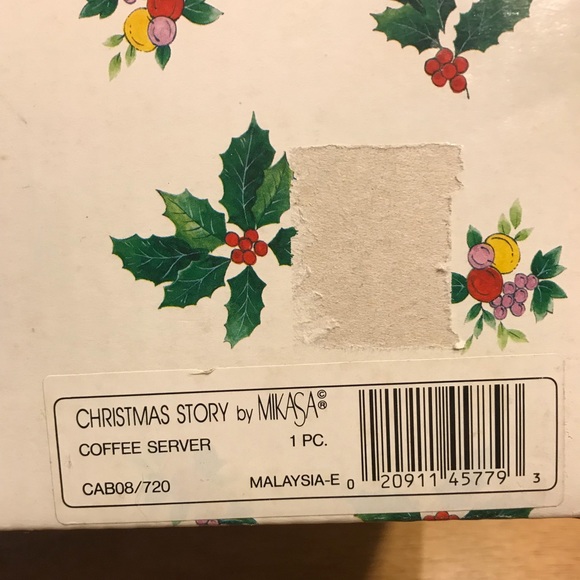 CHRISTMAS STORY by MIKASA©®
COFFEE SERVER 1 PC.
CAB08/720 MALAYSIA-E
0 20911 45779 3